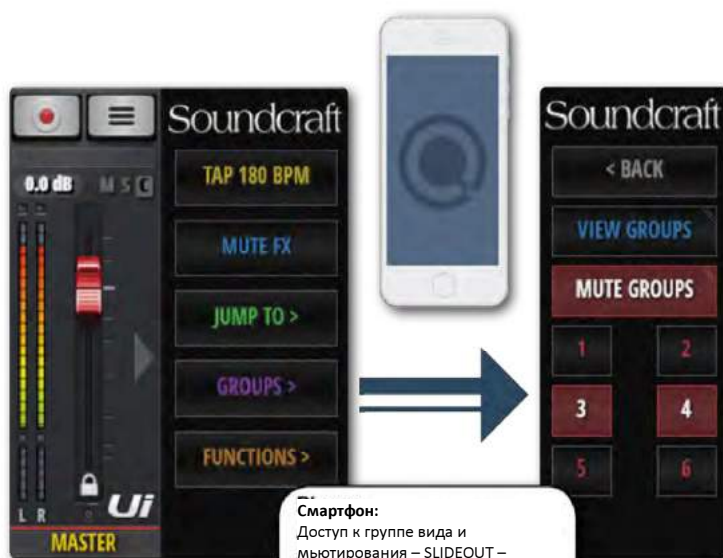 Soundcraft
0.0 dB M S
TAP 180 BPM
MUTE FX
JUMP TO >
GROUPS >
FUNCTIONS >
L R
Ui
MASTER
Soundcraft
< BACK
VIEW GROUPS
MUTE GROUPS
1 2
3 4
5 6
Смартфон:
Доступ к группе вида и
мьютирования – SLIDEOUT –